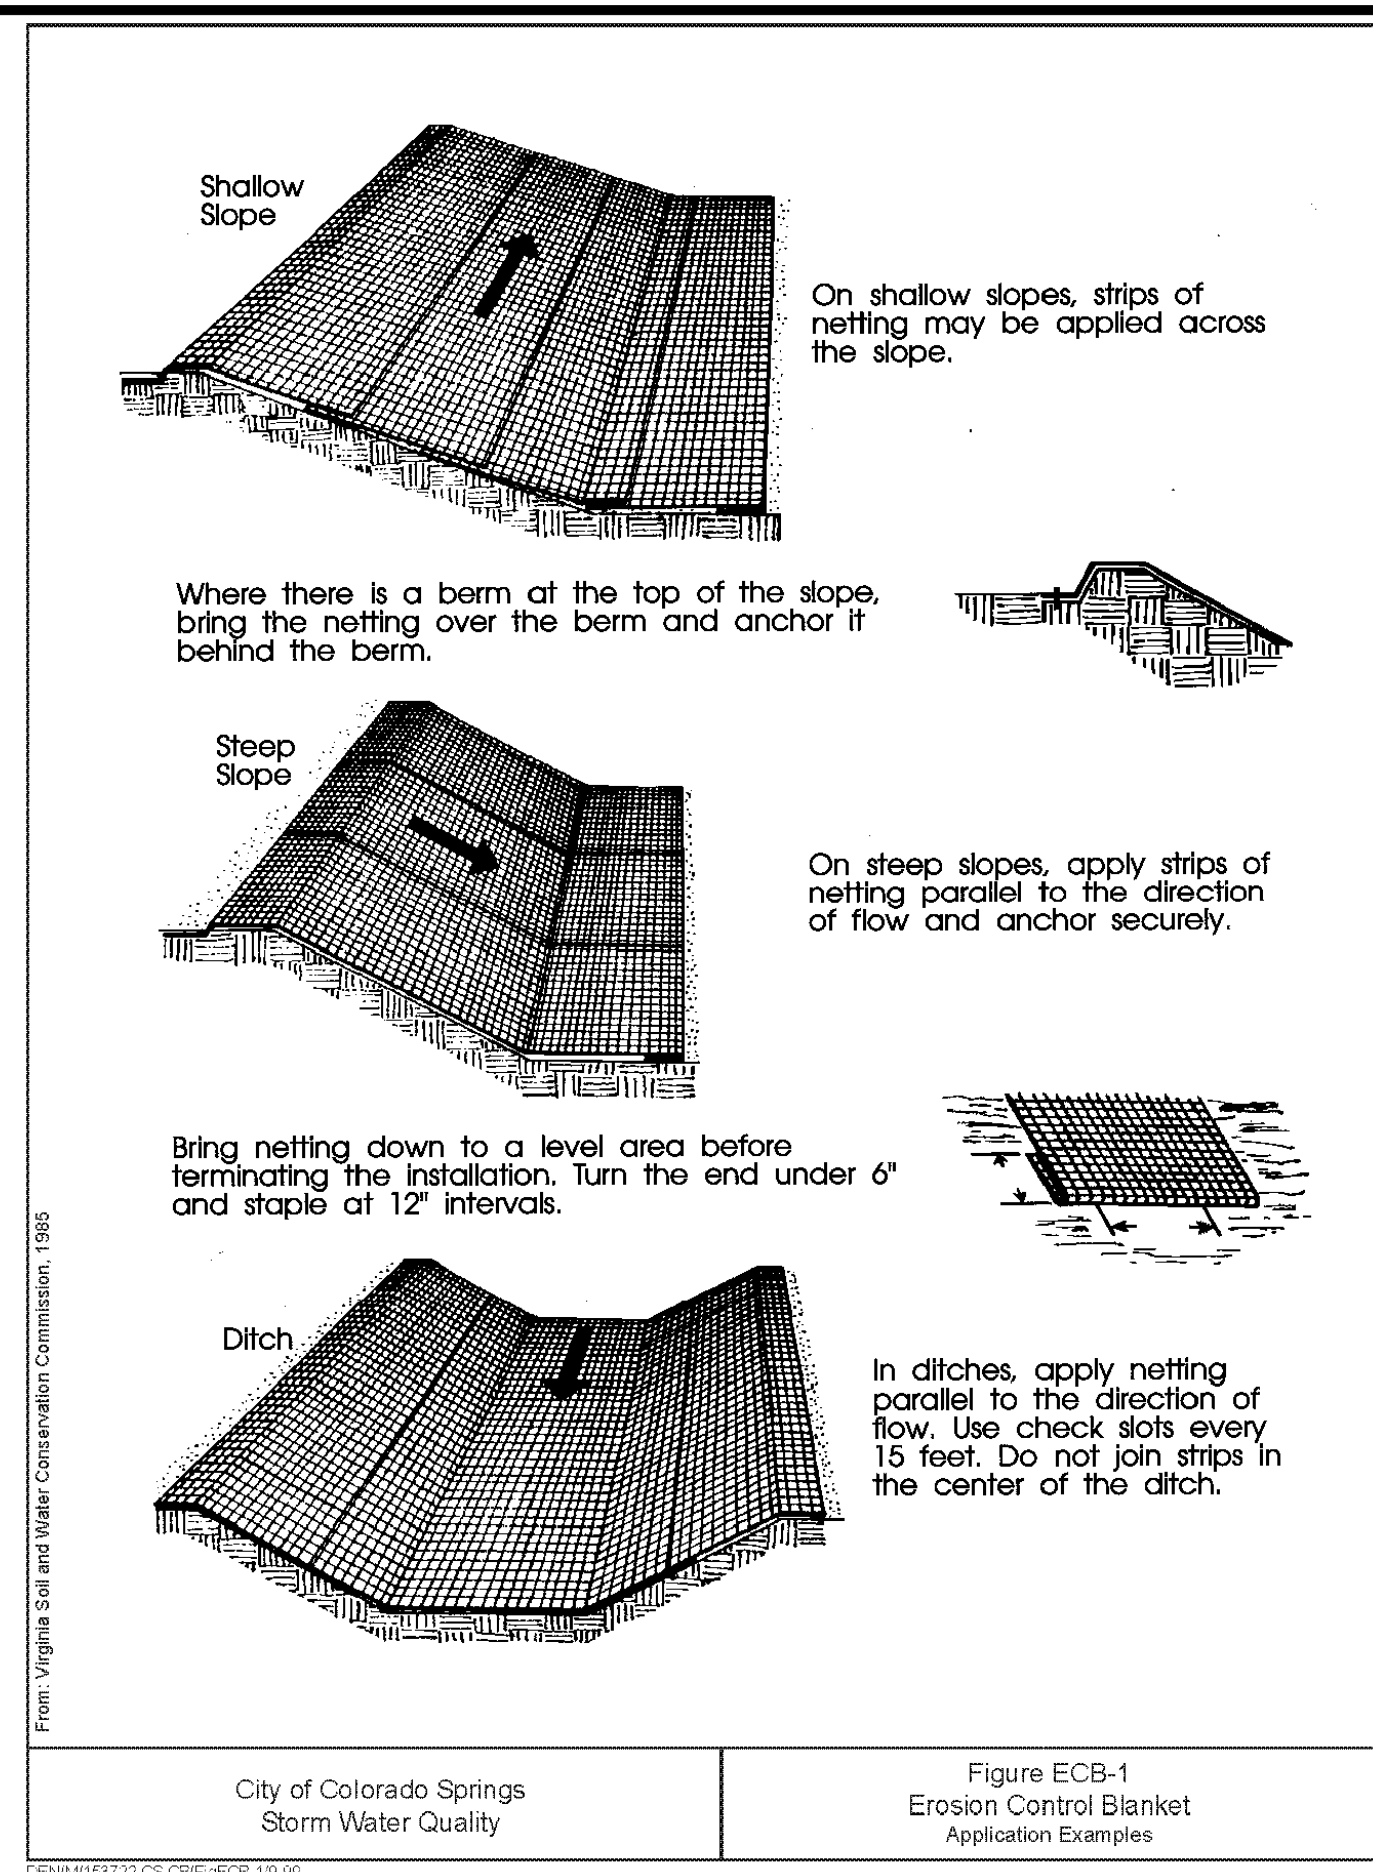 Shallow
Slope
On shallow slopes, strips of
netting may be applied across
the slope.
Where there is a berm at the top of the slope,
bring the netting over the berm and anchor it
behind the berm.
Steep
Slope
On steep slopes, apply strips of
netting parallel to the direction
of flow and anchor securely.
Bring netting down to a level area before
terminating the installation. Turn the end under 6"
and staple at 12" intervals.
Ditch
In ditches, apply netting
parallel to the direction of
flow. Use check slots every
15 feet. Do not join strips in
the center of the ditch.
From: Virginia Soil and Water Conservation Commission, 1985
City of Colorado Springs
Storm Water Quality
Figure ECB-1
Erosion Control Blanket
Application Examples